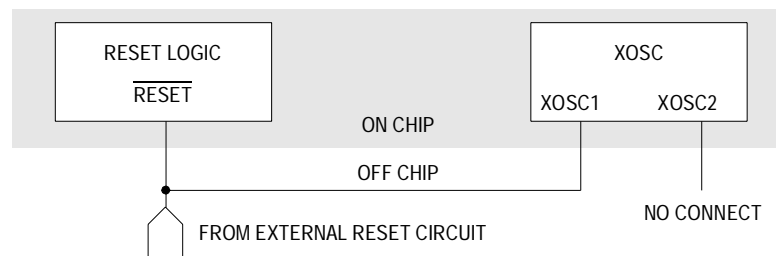 RESET LOGIC
RESET
XOSC
XOSC1
XOSC2
ON CHIP
OFF CHIP
NO CONNECT
FROM EXTERNAL RESET CIRCUIT